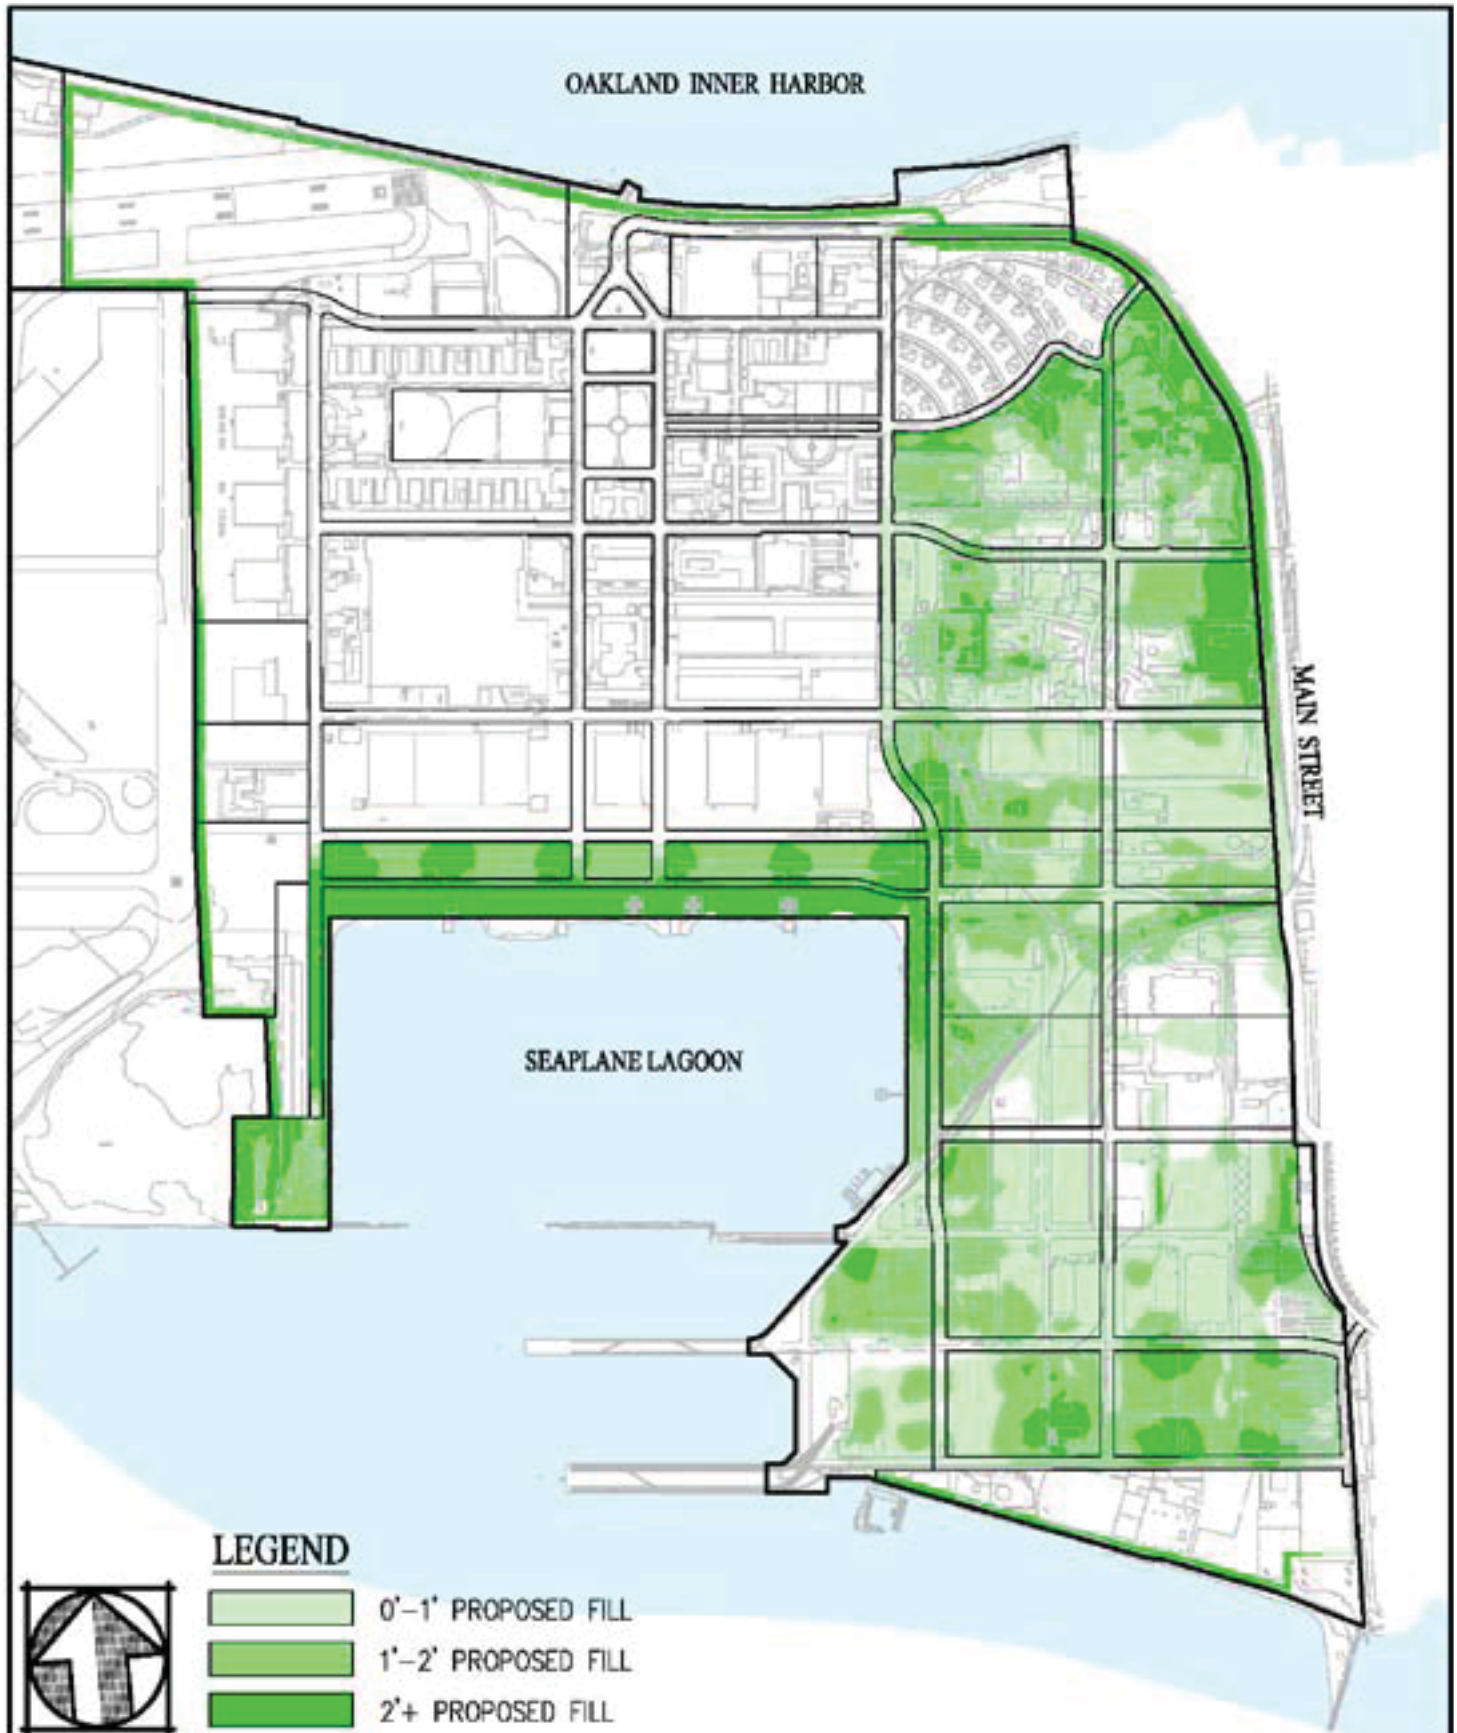 OAKLAND INNER HARBOR
MAIN STREET
SEAPLANE LAGOON
LEGEND
0'-1' PROPOSED FILL
1'-2' PROPOSED FILL
2'+ PROPOSED FILL